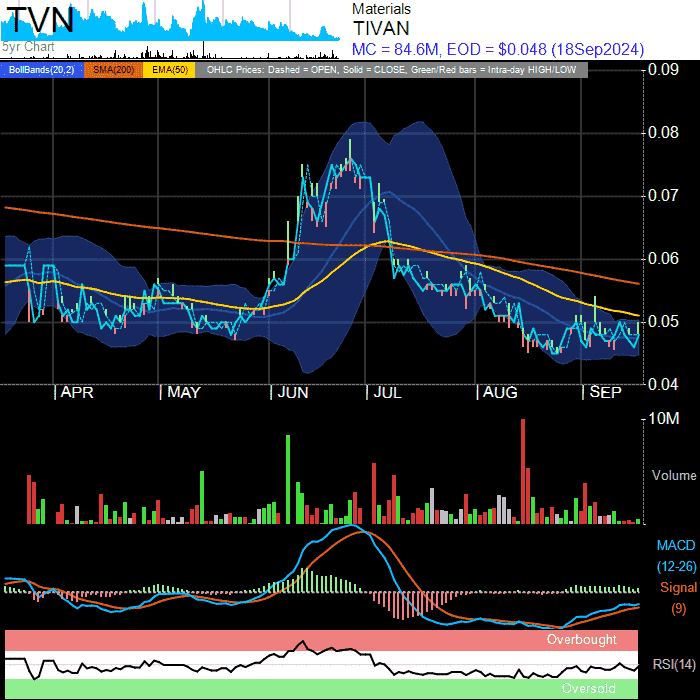 TVN
Materials
TIVAN
5yr Chart
MC = 84.6M, EOD = $0.048 (18Sep2024)
BollBands(20,2) SMA(200) EMA(50) OHLC Prices: Dashed = OPEN, Solid = CLOSE, Green/Red bars = Intra-day HIGH/LOW
0.09
0.08
0.07
0.06
0.05
0.04
APR MAY JUN JUL AUG SEP
10M
Volume
MACD
(12-26)
Signal
(9)
Overbought
RSI(14)
Oversold